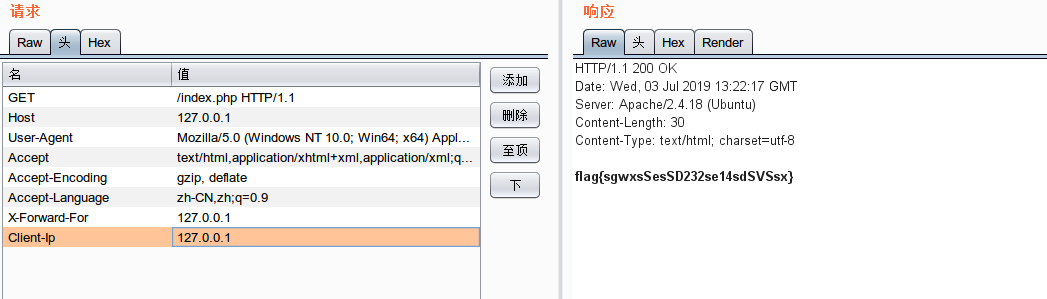 请求
Raw 头 Hex
名 值
GET /index.php HTTP/1.1
Host 127.0.0.1
User-Agent Mozilla/5.0 (Windows NT 10.0; Win64; x64) Appl...
Accept text/html,application/xhtml+xml,application/xml;q...
Accept-Encoding gzip, deflate
Accept-Language zh-CN,zh;q=0.9
X-Forward-For 127.0.0.1
Client-Ip 127.0.0.1
添加
删除
至顶
下
响应
Raw 头 Hex Render
HTTP/1.1 200 OK
Date: Wed, 03 Jul 2019 13:22:17 GMT
Server: Apache/2.4.18 (Ubuntu)
Content-Length: 30
Content-Type: text/html; charset=utf-8
flag{sgwxsSesSD232se14sdSVSsx}